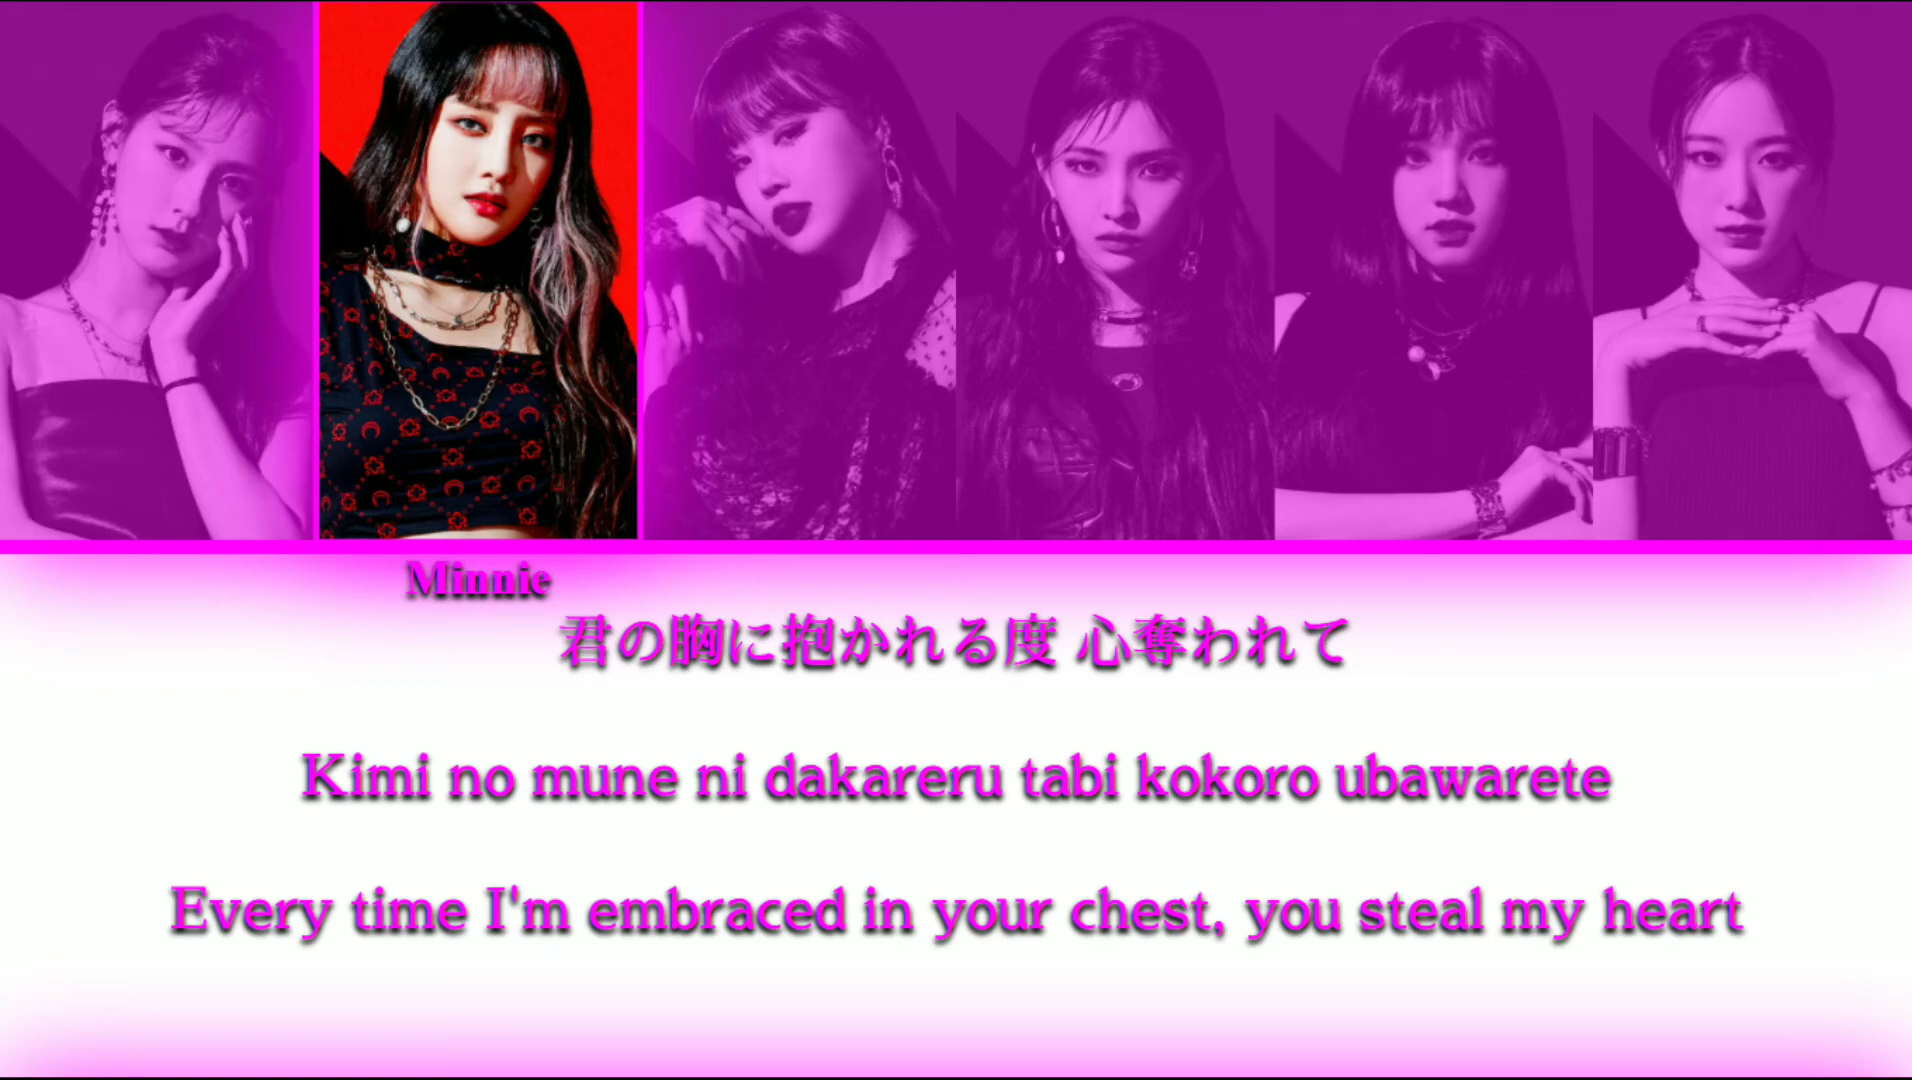 Minnie
君の胸に抱かれる度 心奪われて
Kimi no mune ni dakareru tabi kokoro ubawarete
Every time I'm embraced in your chest, you steal my heart